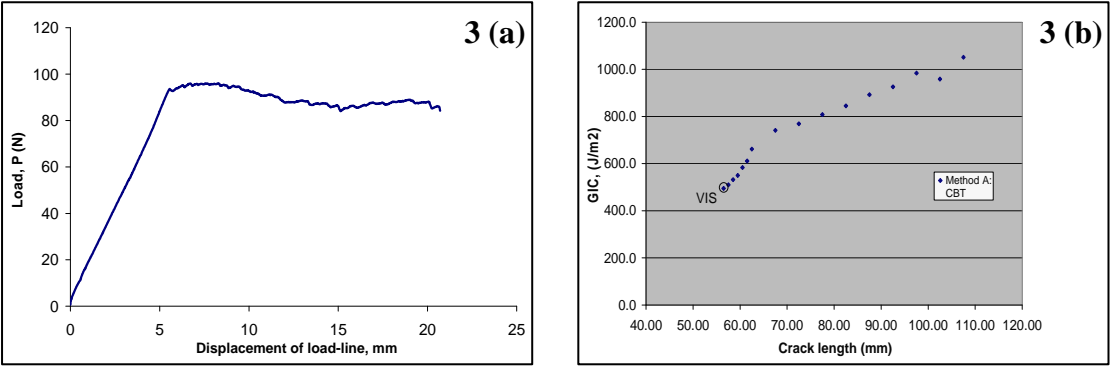 3 (a)
120
100
80
60
40
20
0
0 5 10 15 20 25
Load, P (N)
Displacement of load-line, mm
3 (b)
1200.0
1000.0
800.0
600.0
400.0
200.0
0.0
40.00 50.00 60.00 70.00 80.00 90.00 100.00 110.00 120.00
GIC, (J/m2)
Crack length (mm)
VIS
Method A:
CBT